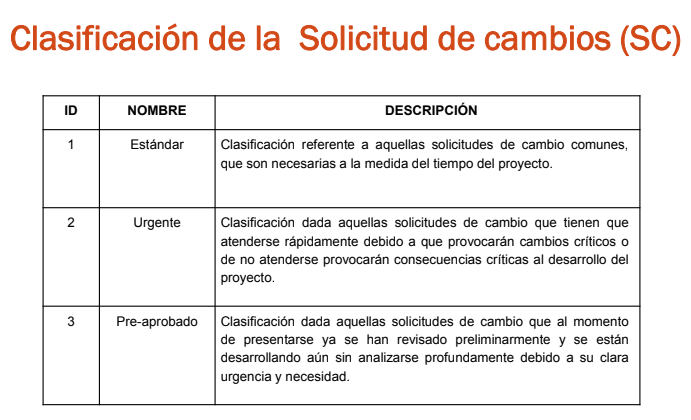 Clasificación de la  Solicitud de cambios (SC)
ID NOMBRE DESCRIPCIÓN
1 Estándar Clasificación referente a aquellas solicitudes de cambio comunes,
que son necesarias a la medida del tiempo del proyecto.
2 Urgente Clasificación dada aquellas solicitudes de cambio que tienen que
atenderse rápidamente debido a que provocarán cambios críticos o
de no atenderse provocarán consecuencias críticas al desarrollo del
proyecto.
3 Pre-aprobado Clasificación dada aquellas solicitudes de cambio que al momento
de presentarse ya se han revisado preliminarmente y se están
desarrollando aún sin analizarse profundamente debido a su clara
urgencia y necesidad.